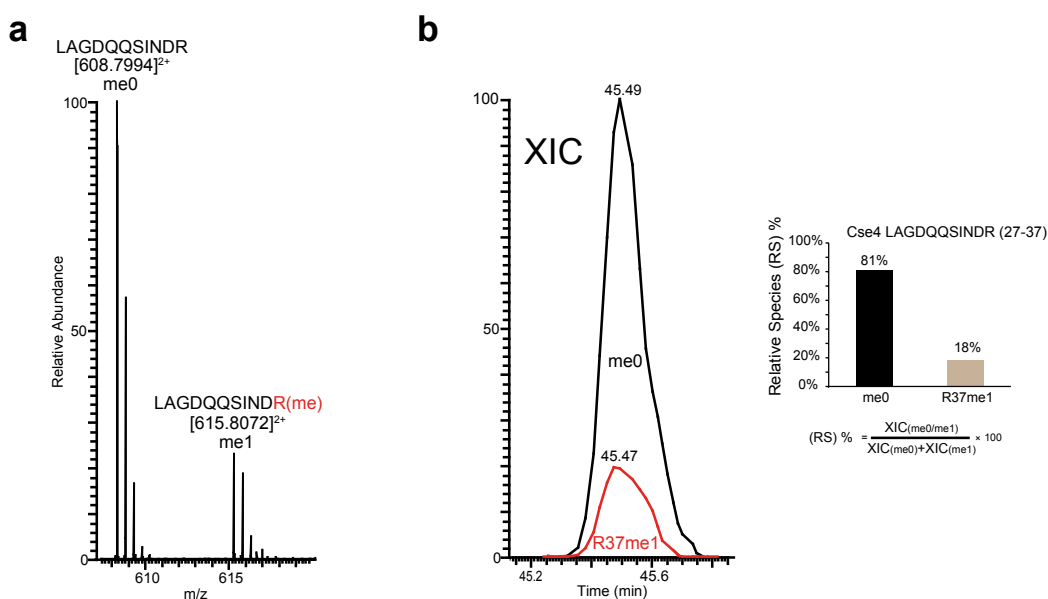 a
LAGDQQSINDR
[608.7994]²⁺
me0
100
50
0
Relative Abundance
LAGDQQSINDR(me)
[615.8072]²⁺
me1
610
615
m/z
b
XIC
100
50
0
45.49
me0
45.47
R37me1
45.2
45.6
Time (min)
Cse4 LAGDQQSINDR (27-37)
Relative Species (RS) %
100%
80%
60%
40%
20%
0%
81%
18%
me0
R37me1
(RS) % = XIC(me0/me1) × 100
XIC(me0)+XIC(me1)